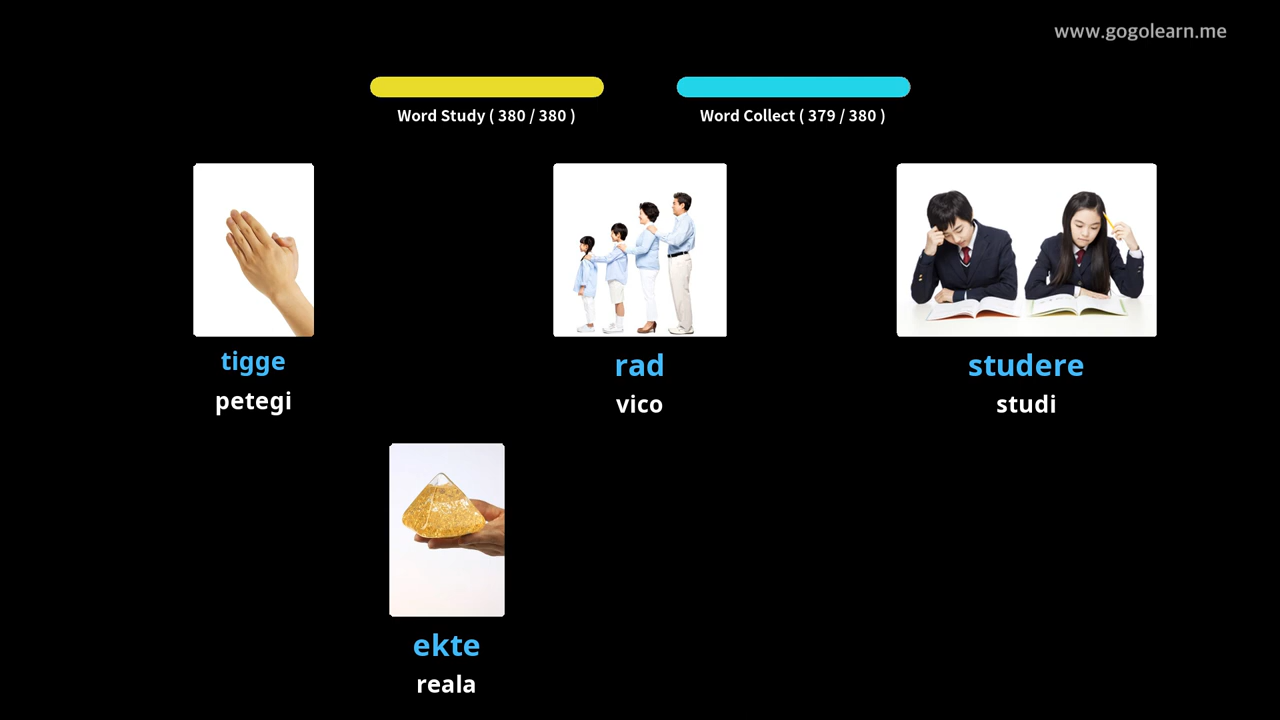 www.gogolearn.me
Word Study ( 380 / 380 )
Word Collect ( 379 / 380 )
tigge
petegi
rad
vico
studere
studi
ekte
reala